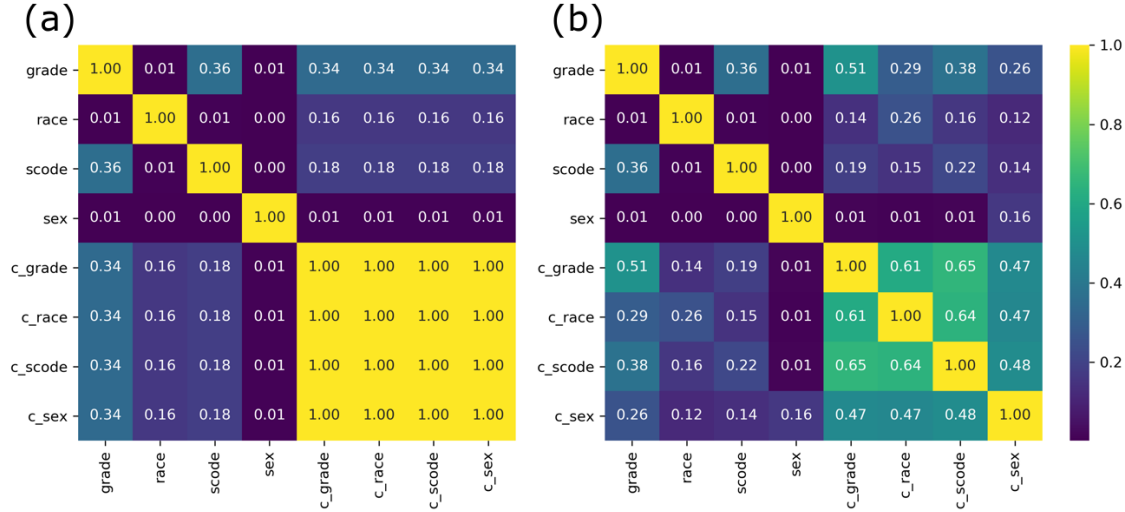 (a) (b)
grade 1.00 0.01 0.36 0.01 0.34 0.34 0.34 0.34 1.00 0.01 0.36 0.01 0.51 0.29 0.38 0.26 1.0
race 0.01 1.00 0.01 0.00 0.16 0.16 0.16 0.16 0.01 1.00 0.01 0.00 0.14 0.26 0.16 0.12 0.8
scode 0.36 0.01 1.00 0.00 0.18 0.18 0.18 0.18 0.36 0.01 1.00 0.00 0.19 0.15 0.22 0.14
sex 0.01 0.00 0.00 1.00 0.01 0.01 0.01 0.01 0.01 0.00 0.00 1.00 0.01 0.01 0.01 0.16 0.6
c_grade 0.34 0.16 0.18 0.01 1.00 1.00 1.00 1.00 0.51 0.14 0.19 0.01 1.00 0.61 0.65 0.47
c_race 0.34 0.16 0.18 0.01 1.00 1.00 1.00 1.00 0.29 0.26 0.15 0.01 0.61 1.00 0.64 0.47 0.4
c_scode 0.34 0.16 0.18 0.01 1.00 1.00 1.00 1.00 0.38 0.16 0.22 0.01 0.65 0.64 1.00 0.48 0.2
c_sex 0.34 0.16 0.18 0.01 1.00 1.00 1.00 1.00 0.26 0.12 0.14 0.16 0.47 0.47 0.48 1.00
grade race scode sex c_grade c_race c_scode c_sex grade race scode sex c_grade c_race c_scode c_sex